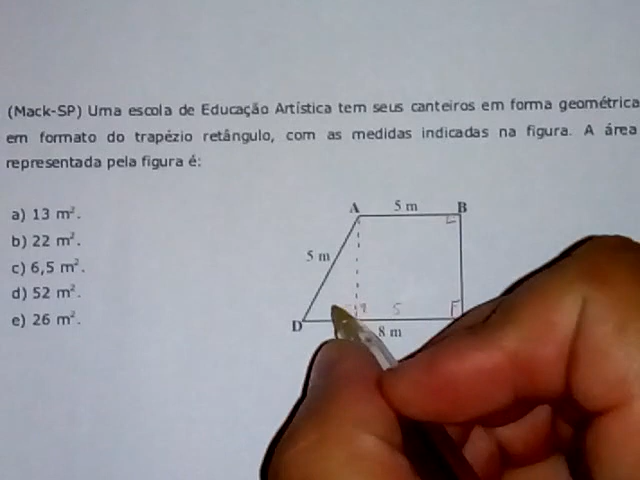 (Mack-SP) Uma escola de Educação Artística tem seus canteiros em forma geométrica
em formato do trapézio retângulo, com as medidas indicadas na figura. A área
representada pela figura é:
a) 13 m².
b) 22 m².
c) 6,5 m².
d) 52 m².
e) 26 m².
A 5 m B
5 m
5
D
8 m